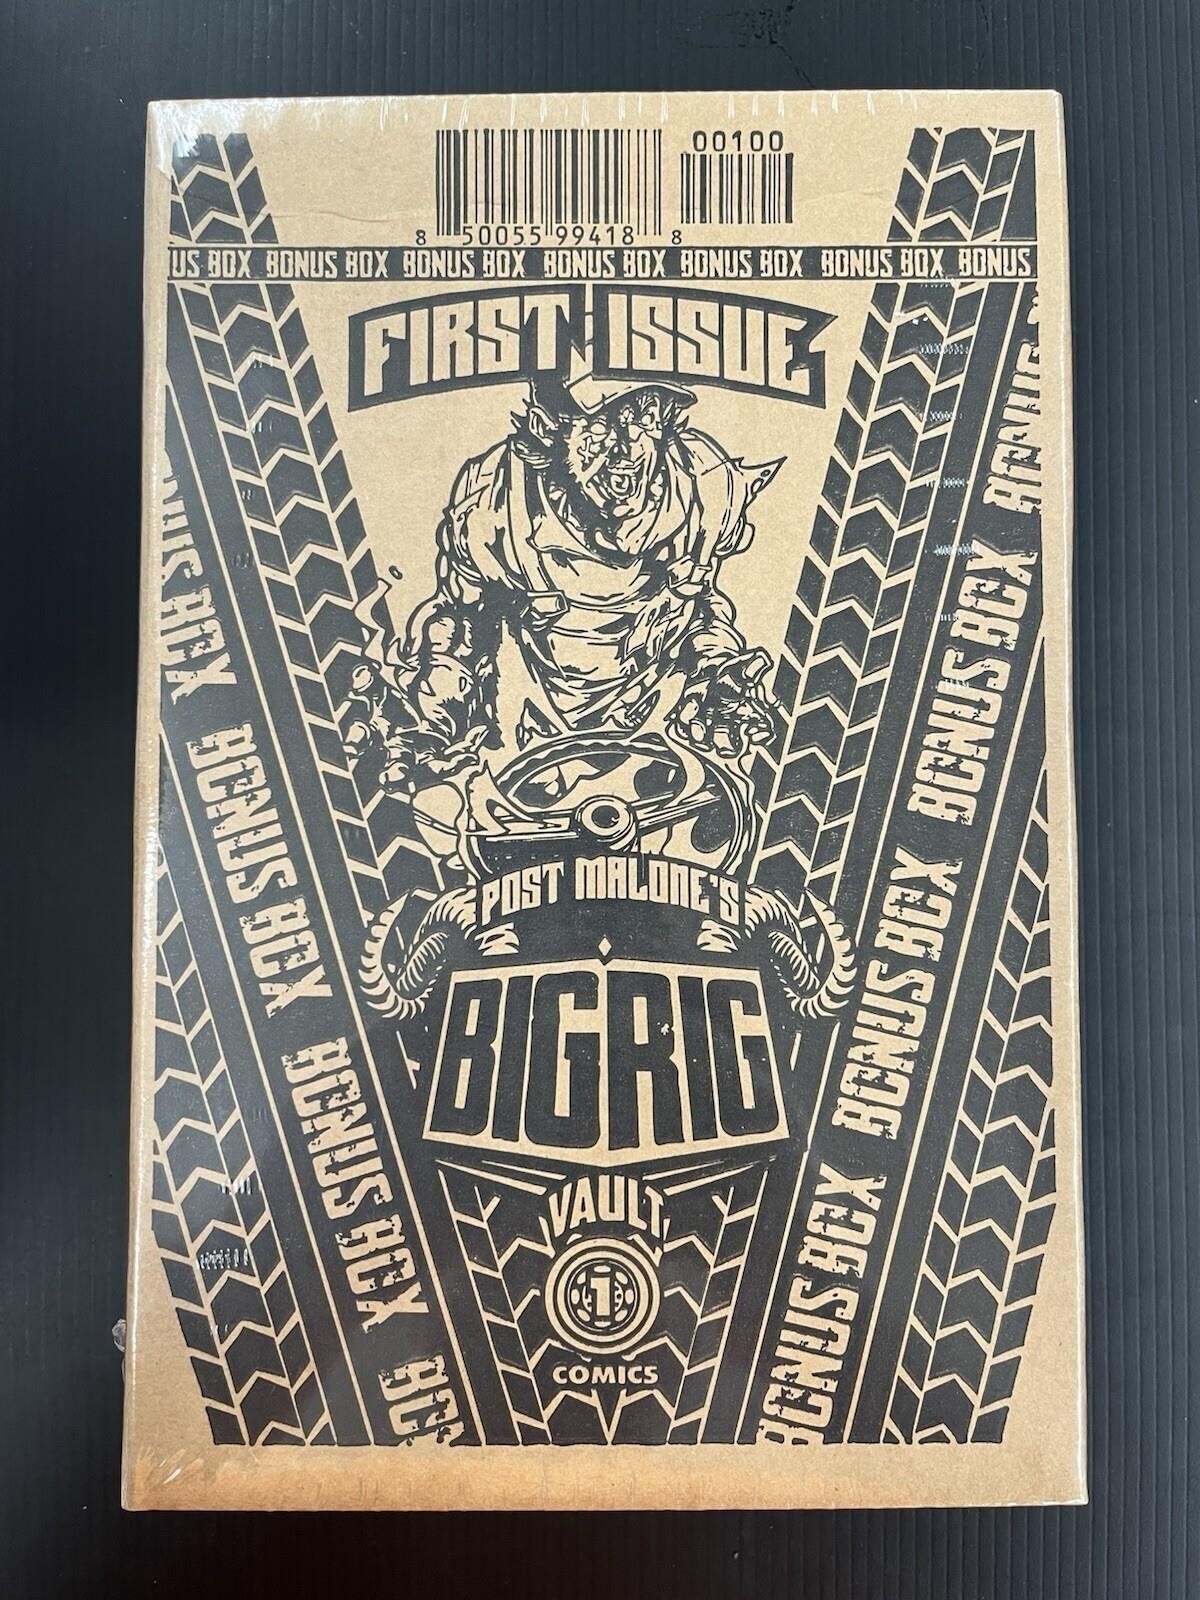 00100
8 50055 99418 8
US BOX BONUS BOX BONUS BOX BONUS BOX BONUS BOX BONUS BOX BONUS
FIRST ISSUE
POST MALONE'S
BIGRIG
VAULT
1
COMICS
BOX
BONUS BOX
BONUS BOX
BONUS BOX
BONUS BOX
BONUS BOX
BONUS BOX